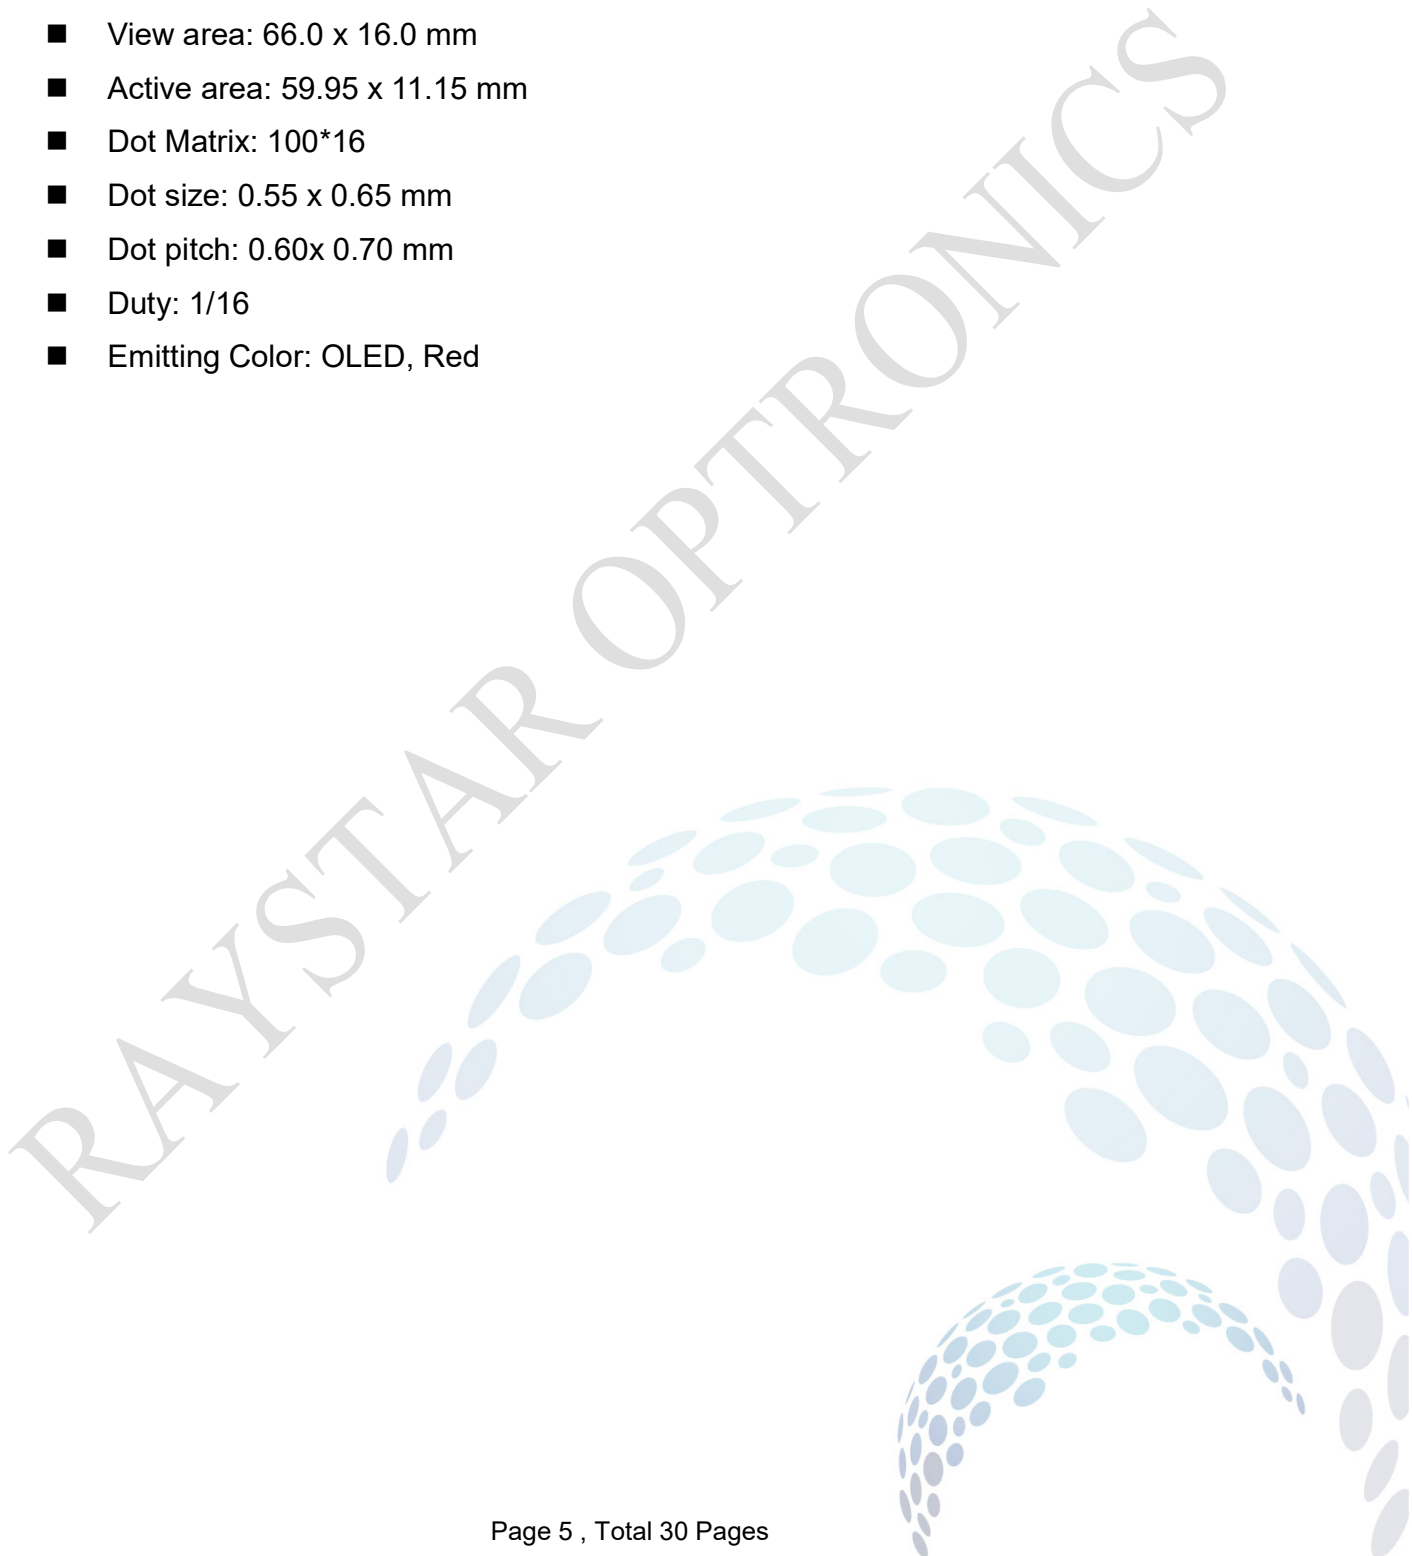 ■ View area: 66.0 x 16.0 mm
■ Active area: 59.95 x 11.15 mm
■ Dot Matrix: 100*16
■ Dot size: 0.55 x 0.65 mm
■ Dot pitch: 0.60x 0.70 mm
■ Duty: 1/16
■ Emitting Color: OLED, Red
RAYSTAR OPTRONICS
Page 5 , Total 30 Pages